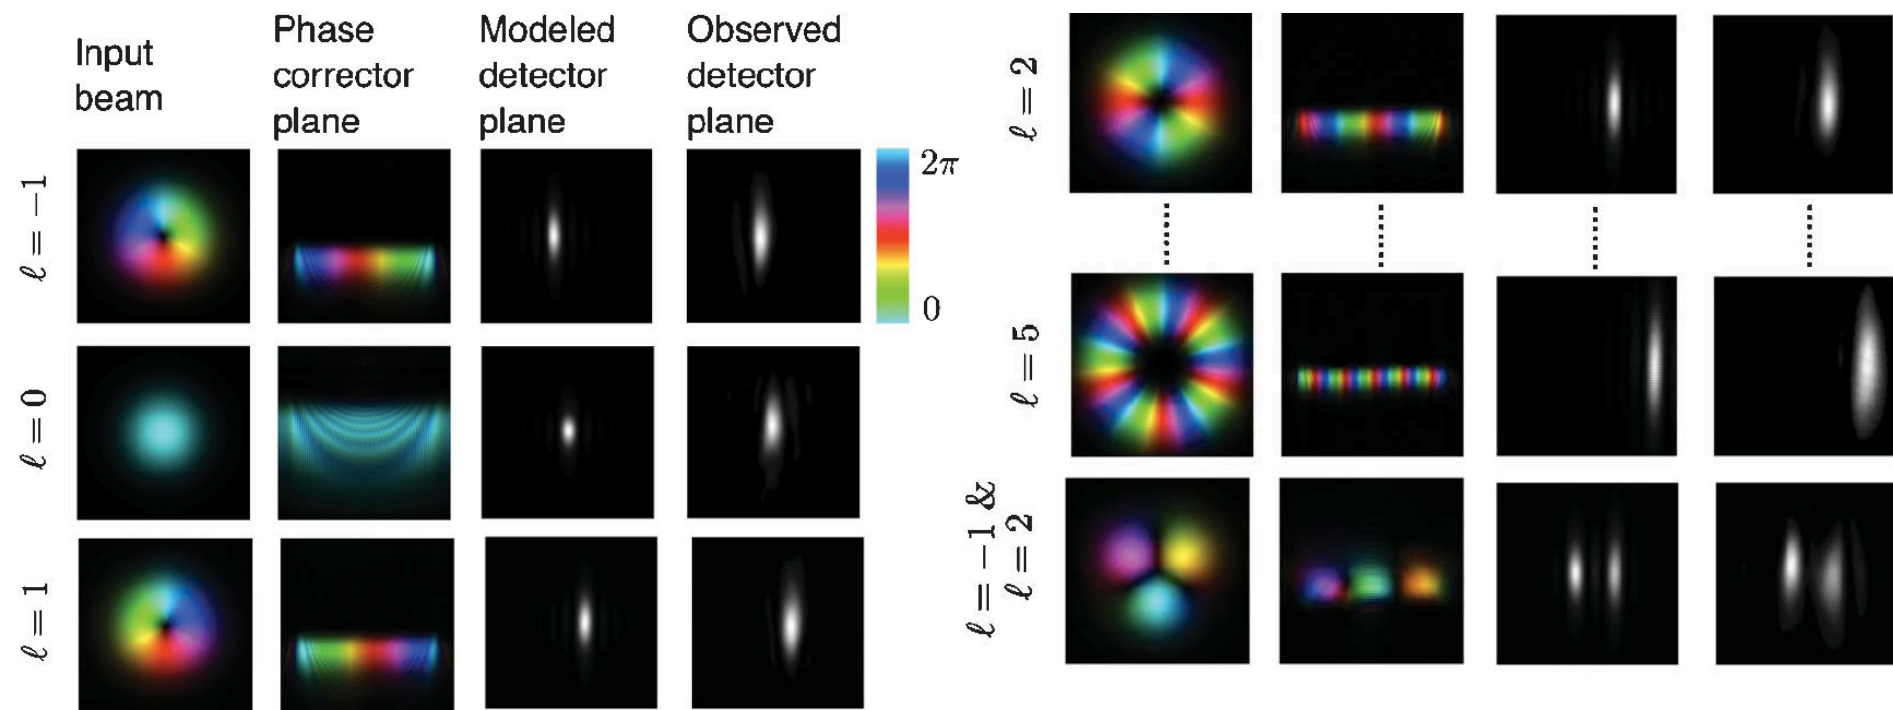 Input
beam
Phase
corrector
plane
Modeled
detector
plane
Observed
detector
plane
ℓ = −1
2π
0
ℓ = 0
ℓ = 1
ℓ = 2
ℓ = 5
ℓ = −1 &
ℓ = 2